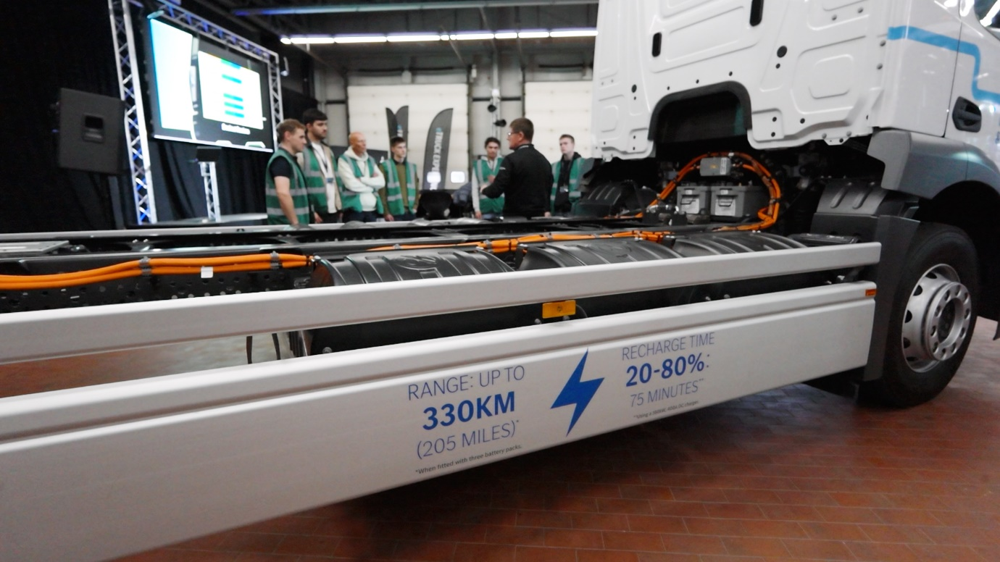 RANGE: UP TO
330KM
(205 MILES)*
*When fitted with three battery packs.
RECHARGE TIME
20-80%:
75 MINUTES**